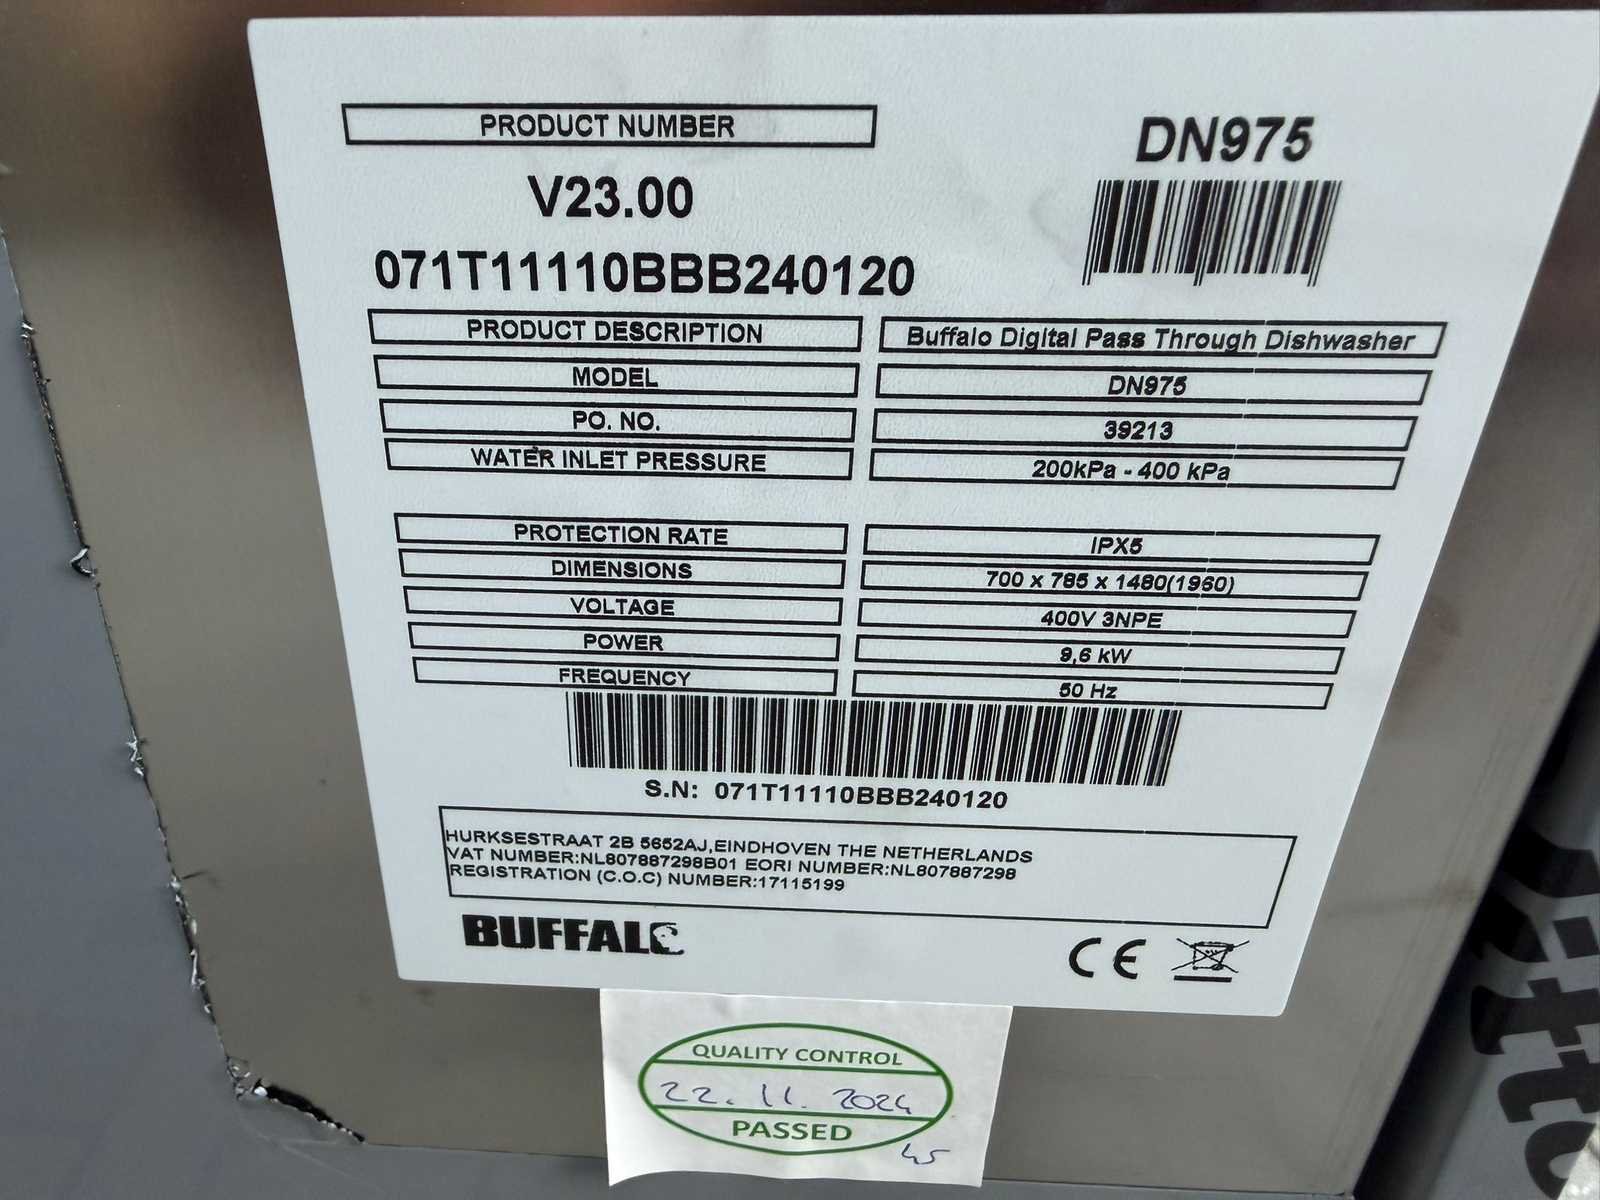 PRODUCT NUMBER
DN975
V23.00
071T11110BBB240120
PRODUCT DESCRIPTION Buffalo Digital Pass Through Dishwasher
MODEL DN975
PO. NO. 39213
WATER INLET PRESSURE 200kPa - 400 kPa
PROTECTION RATE IPX5
DIMENSIONS 700 x 785 x 1480(1960)
VOLTAGE 400V 3NPE
POWER 9,6 kW
FREQUENCY 50 Hz
S.N: 071T11110BBB240120
HURKSESTRAAT 2B 5652AJ,EINDHOVEN THE NETHERLANDS
VAT NUMBER:NL807887298B01 EORI NUMBER:NL807887298
REGISTRATION (C.O.C) NUMBER:17115199
BUFFALO
CE
QUALITY CONTROL
22. 11. 2024
PASSED